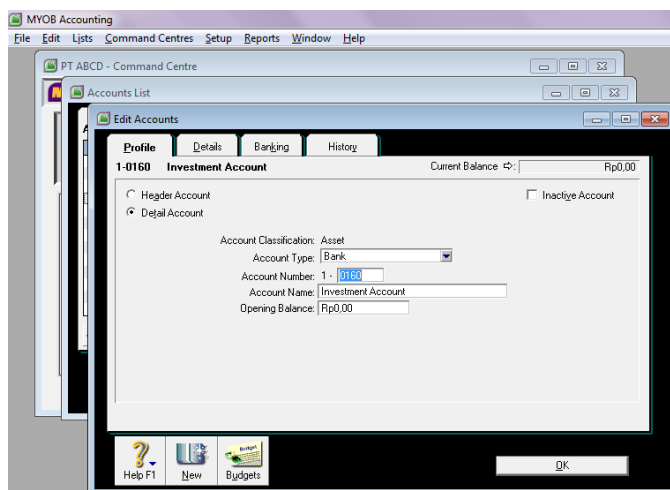 MYOB Accounting
File Edit Lists Command Centres Setup Reports Window Help
PT ABCD - Command Centre
Accounts List
Edit Accounts
Profile Details Banking History
1-0160 Investment Account Current Balance ⇨: Rp0,00
Header Account Inactive Account
Detail Account
Account Classification: Asset
Account Type: Bank
Account Number: 1 - 0160
Account Name: Investment Account
Opening Balance: Rp0,00
Budget
Help F1 New Budgets OK